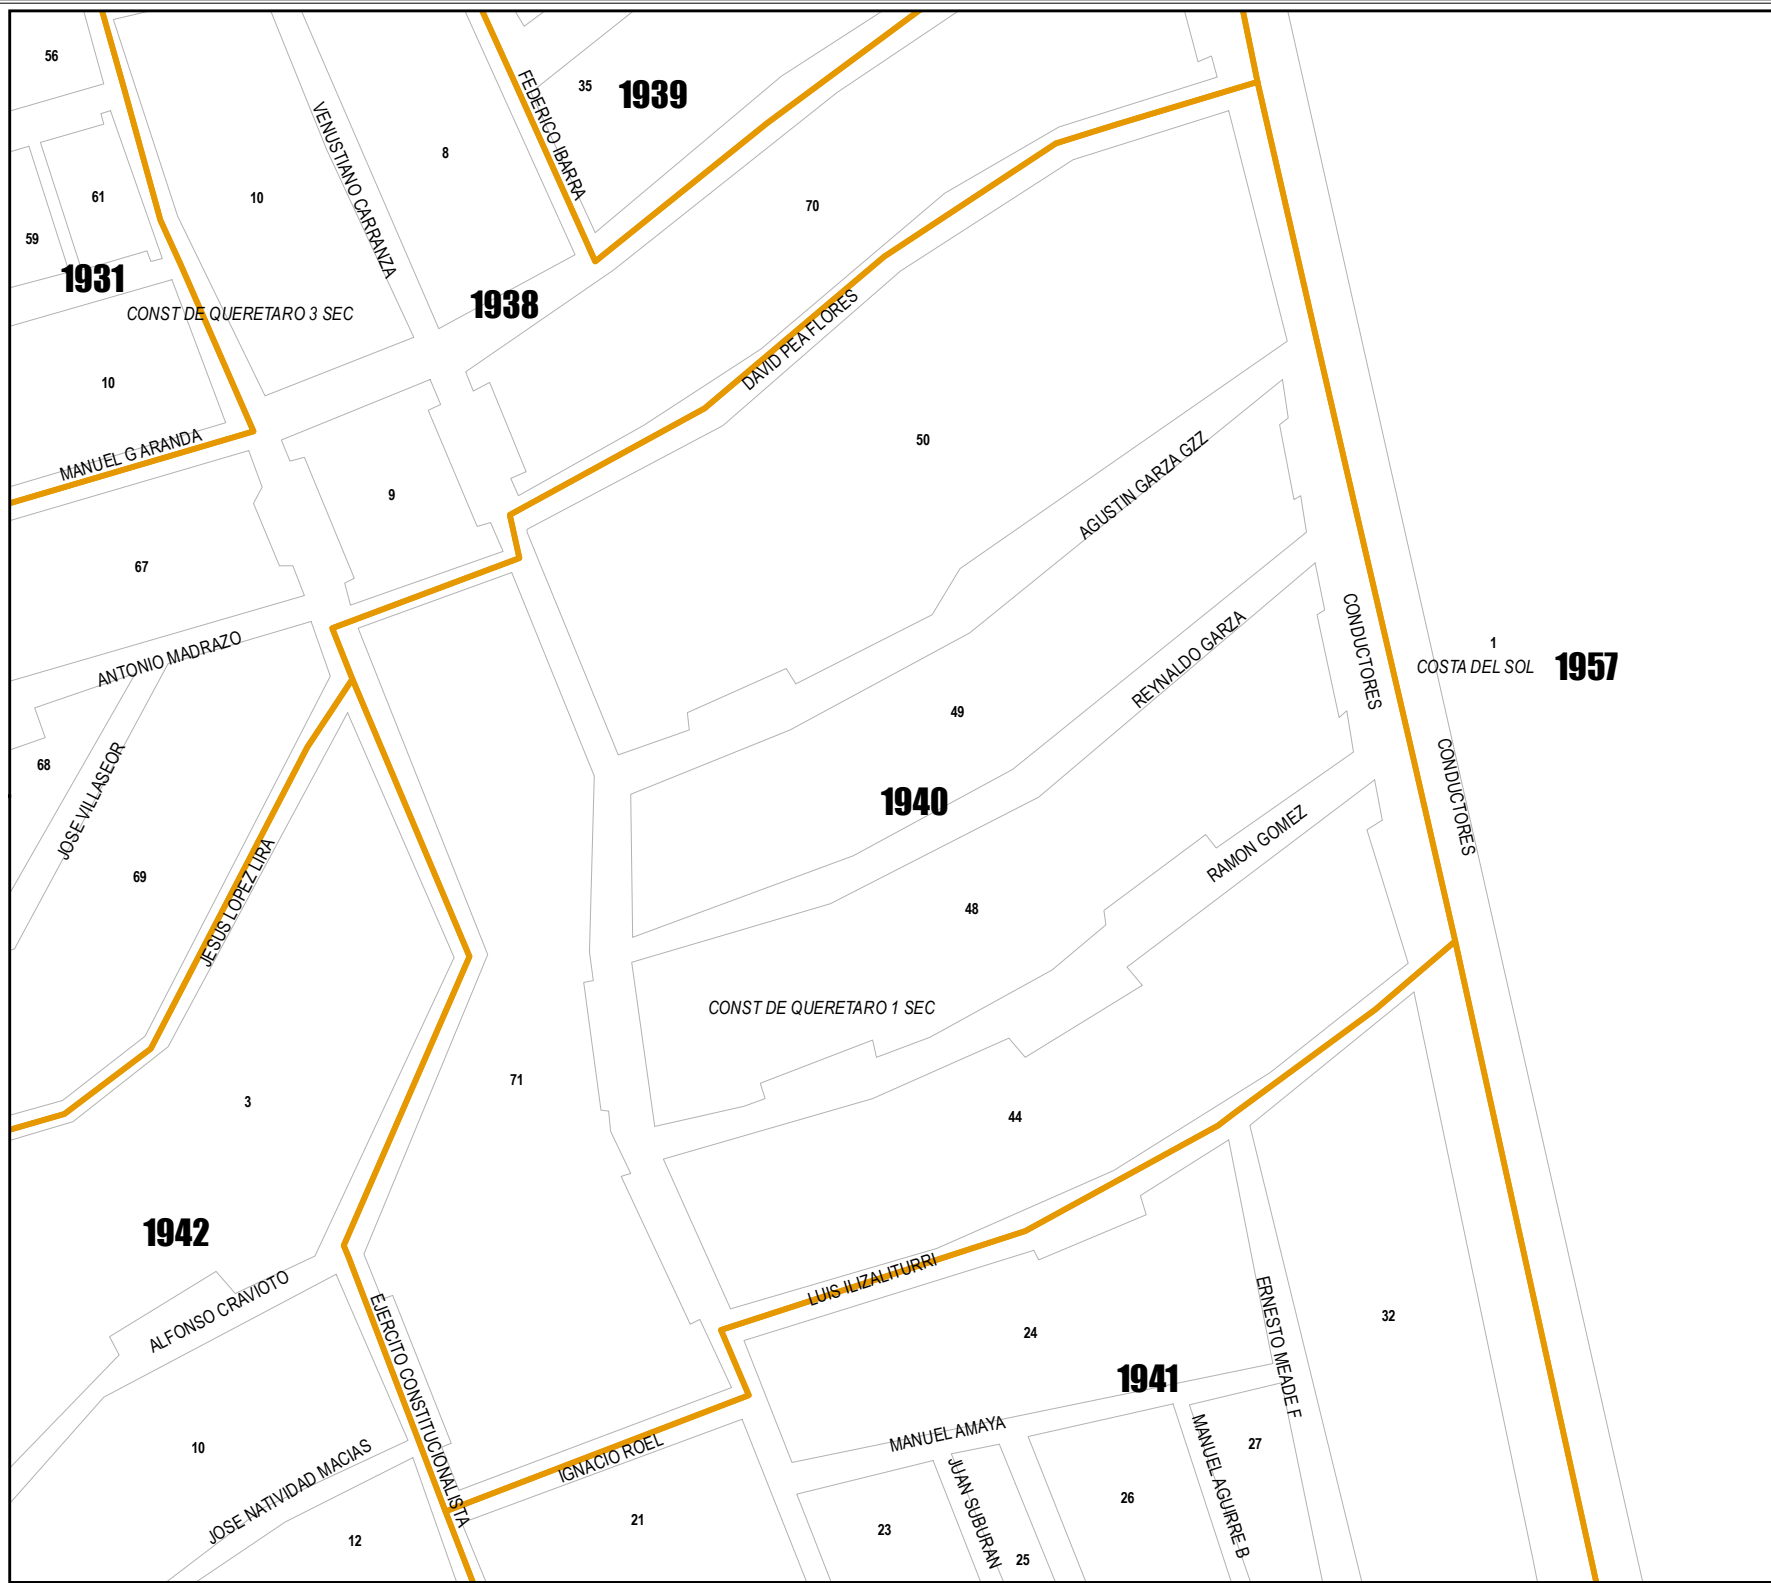 56
35
1939
FEDERICO IBARRA
VENUSTIANO CARRANZA
8
61
10
70
59
1931
1938
CONST DE QUERETARO 3 SEC
DAVID PEA FLORES
10
MANUEL G ARANDA
50
9
AGUSTIN GARZA GZZ
67
ANTONIO MADRAZO
CONDUCTORES
1
COSTA DEL SOL
1957
REYNALDO GARZA
49
68
JOSE VILLASEOR
CONDUCTORES
1940
RAMON GOMEZ
69
JESUS LOPEZ LIRA
48
CONST DE QUERETARO 1 SEC
71
3
44
1942
LUIS ILIZALITURRI
ALFONSO CRAVIOTO
EJERCITO CONSTITUCIONALISTA
ERNESTO MEADE F
32
24
1941
MANUEL AMAYA
10
JOSE NATIVIDAD MACIAS
IGNACIO ROEL
MANUEL AGUIRRE B
27
JUAN SUBURAN
26
21
23
12
25